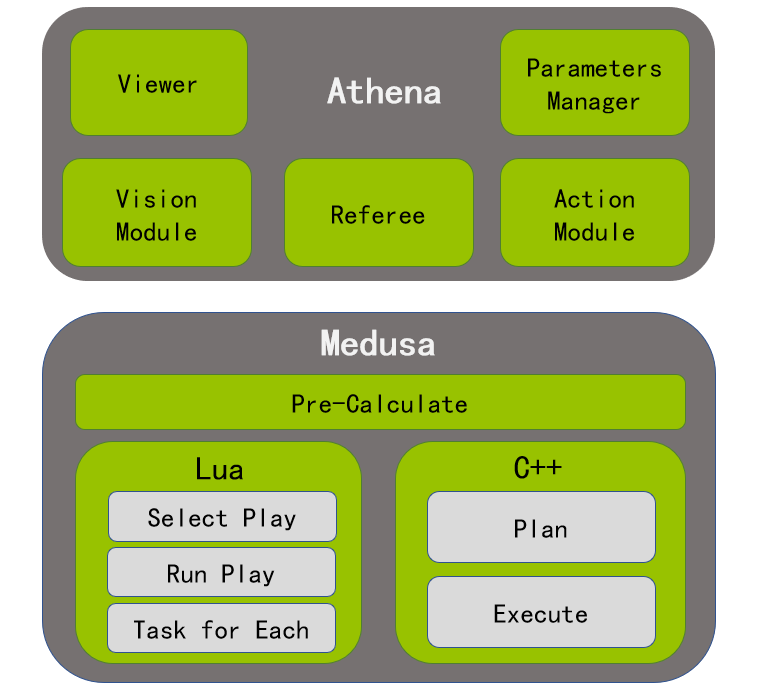 Viewer
Athena
Parameters
Manager
Vision
Module
Referee
Action
Module
Medusa
Pre-Calculate
Lua
Select Play
Run Play
Task for Each
C++
Plan
Execute